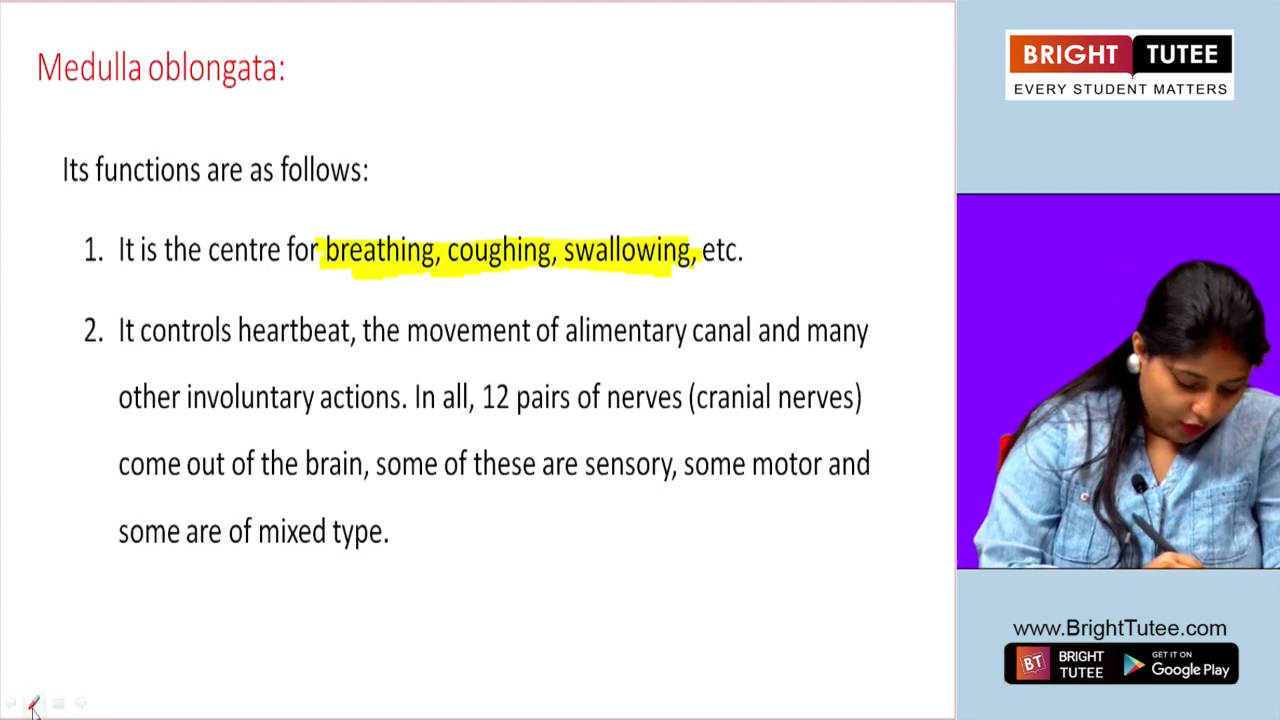 Medulla oblongata:
Its functions are as follows:
1. It is the centre for breathing, coughing, swallowing, etc.
2. It controls heartbeat, the movement of alimentary canal and many
other involuntary actions. In all, 12 pairs of nerves (cranial nerves)
come out of the brain, some of these are sensory, some motor and
some are of mixed type.
BRIGHT TUTEE
EVERY STUDENT MATTERS
www.BrightTutee.com
BT BRIGHT TUTEE
GET IT ON
Google Play